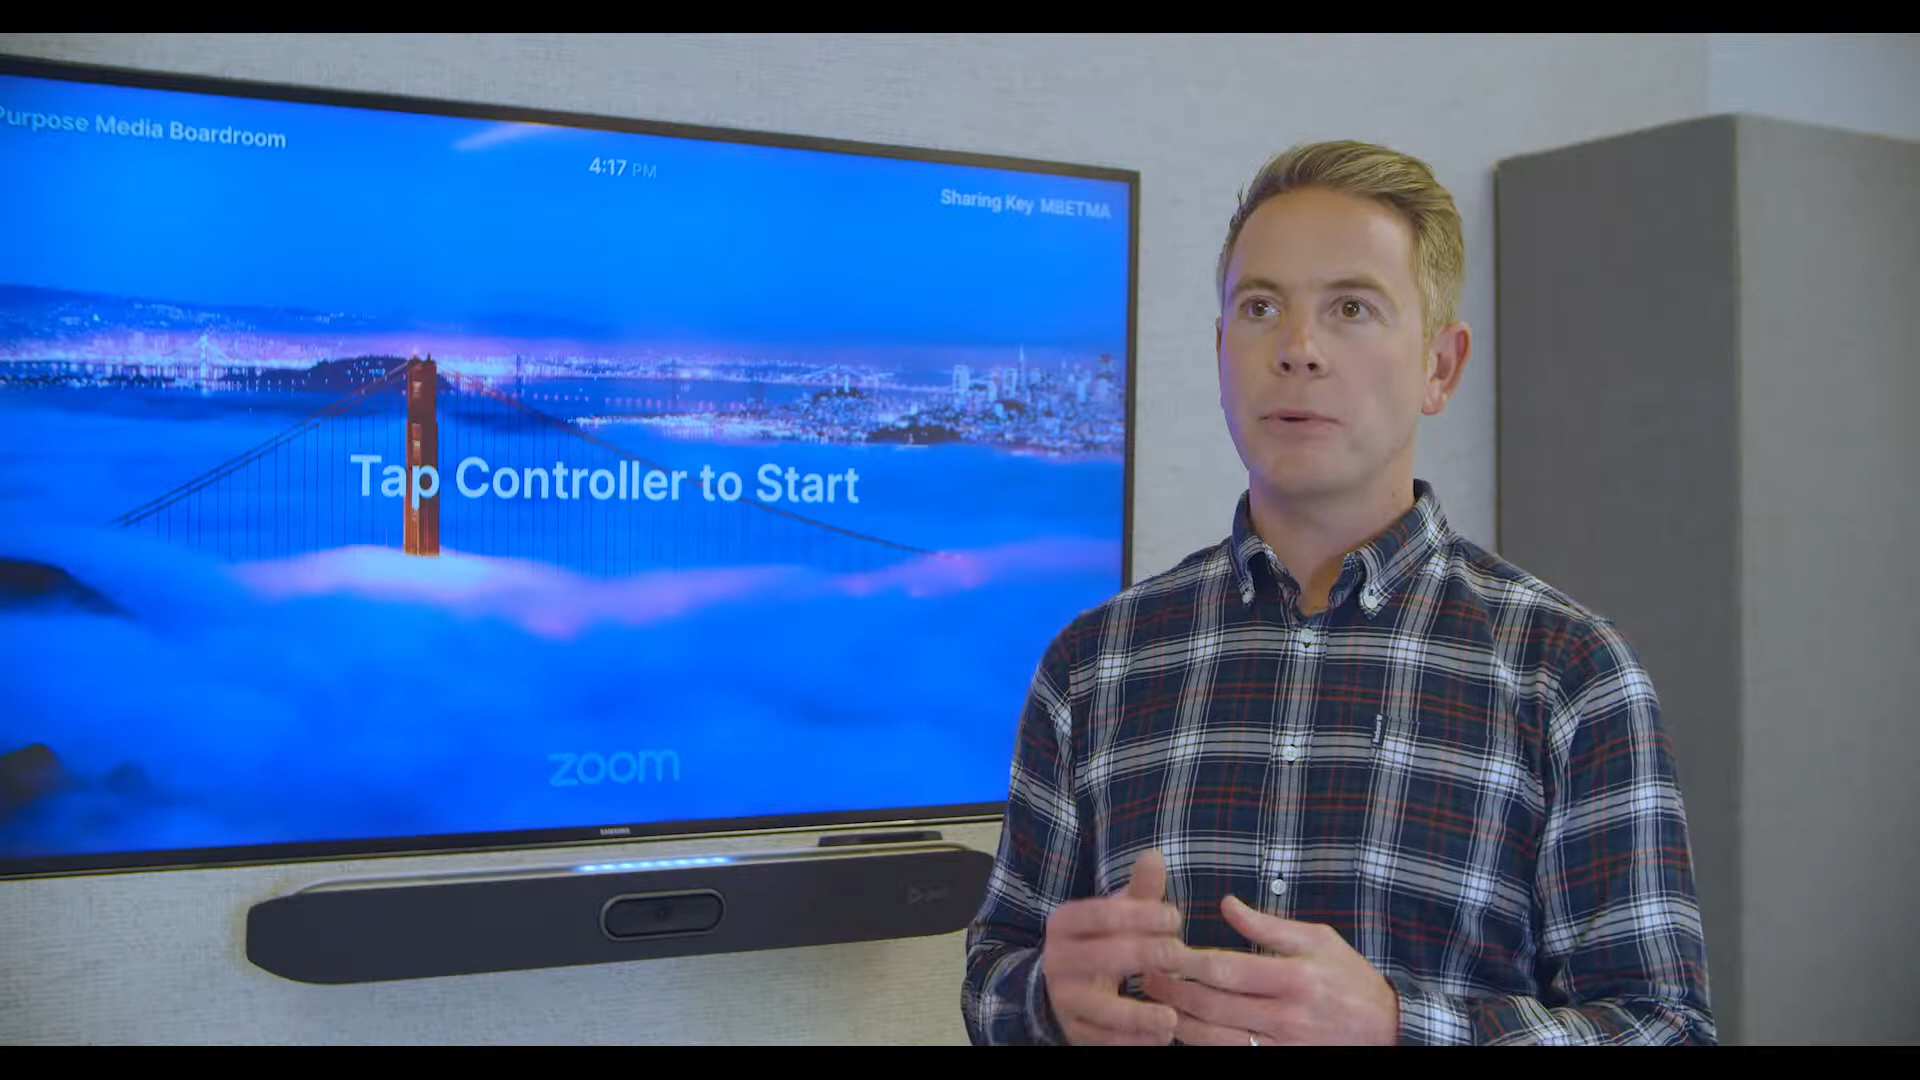 Purpose Media Boardroom
4:17 PM
Sharing Key MBETMA
Tap Controller to Start
zoom
SAMSUNG